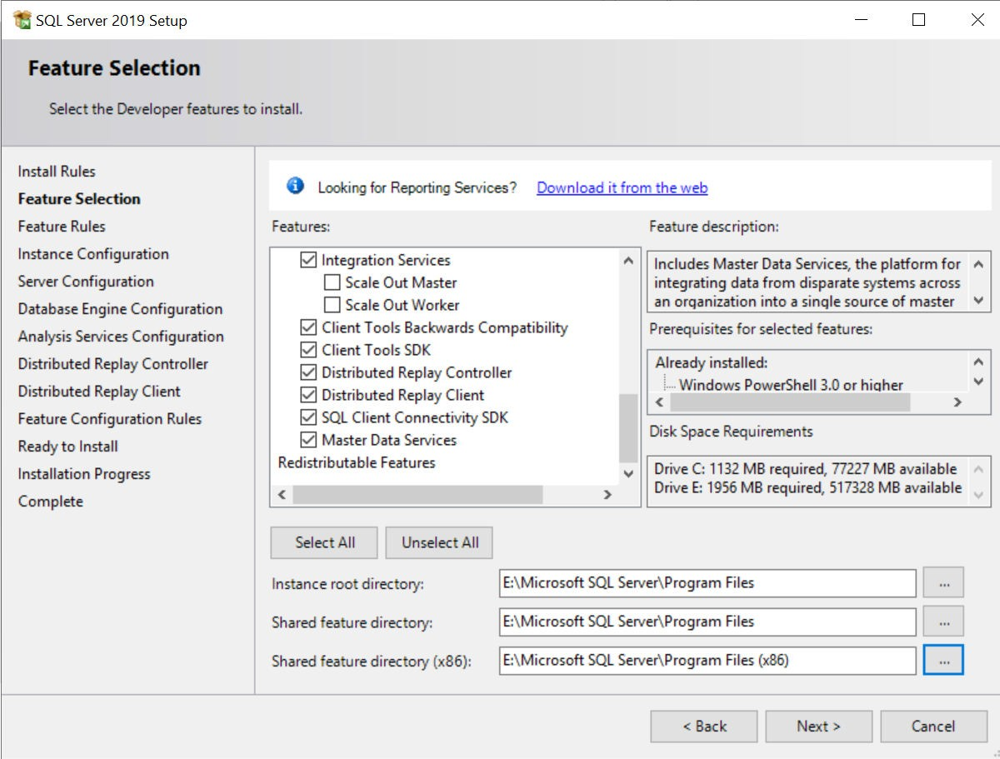 SQL Server 2019 Setup
Feature Selection
Select the Developer features to install.
Install Rules
Feature Selection
Feature Rules
Instance Configuration
Server Configuration
Database Engine Configuration
Analysis Services Configuration
Distributed Replay Controller
Distributed Replay Client
Feature Configuration Rules
Ready to Install
Installation Progress
Complete
Looking for Reporting Services? Download it from the web
Features:
Integration Services
Scale Out Master
Scale Out Worker
Client Tools Backwards Compatibility
Client Tools SDK
Distributed Replay Controller
Distributed Replay Client
SQL Client Connectivity SDK
Master Data Services
Redistributable Features
Feature description:
Includes Master Data Services, the platform for
integrating data from disparate systems across
an organization into a single source of master
Prerequisites for selected features:
Already installed:
Windows PowerShell 3.0 or higher
Disk Space Requirements
Drive C: 1132 MB required, 77227 MB available
Drive E: 1956 MB required, 517328 MB available
Select All
Unselect All
Instance root directory: E:\Microsoft SQL Server\Program Files ...
Shared feature directory: E:\Microsoft SQL Server\Program Files ...
Shared feature directory (x86): E:\Microsoft SQL Server\Program Files (x86) ...
< Back
Next >
Cancel